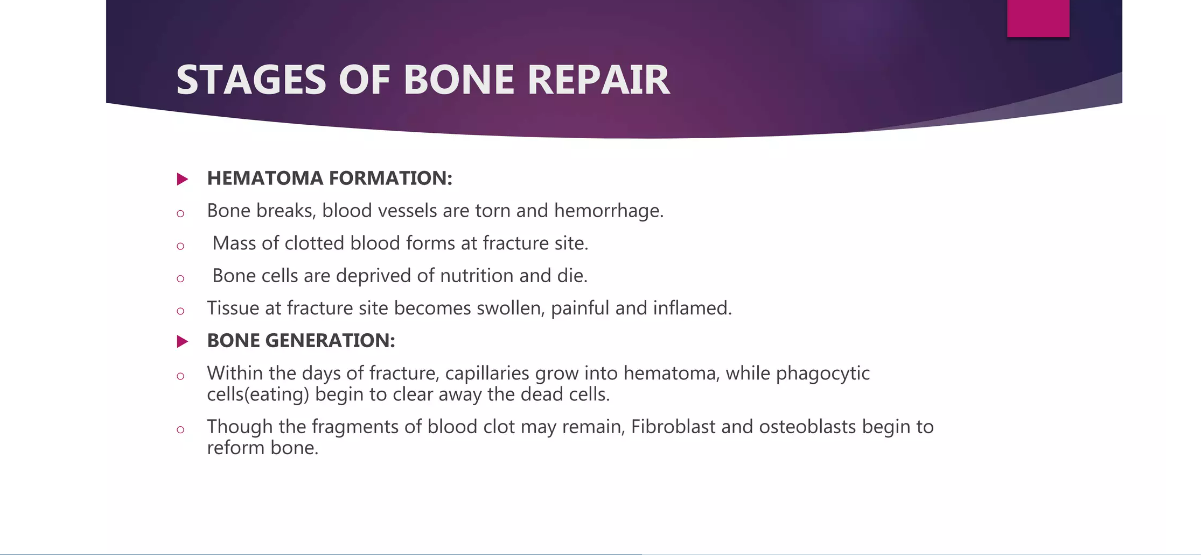 STAGES OF BONE REPAIR
HEMATOMA FORMATION:
Bone breaks, blood vessels are torn and hemorrhage.
Mass of clotted blood forms at fracture site.
Bone cells are deprived of nutrition and die.
Tissue at fracture site becomes swollen, painful and inflamed.
BONE GENERATION:
Within the days of fracture, capillaries grow into hematoma, while phagocytic
cells(eating) begin to clear away the dead cells.
Though the fragments of blood clot may remain, Fibroblast and osteoblasts begin to
reform bone.